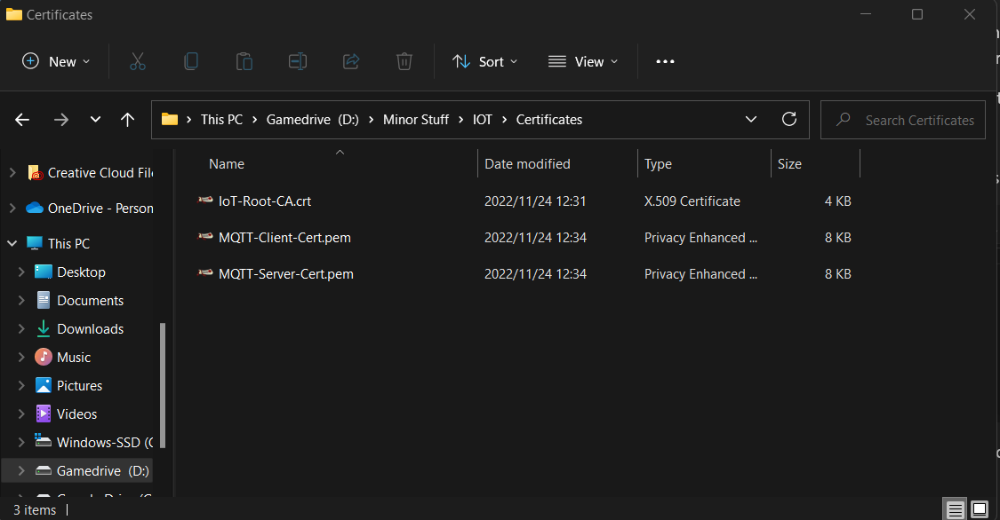 Certificates
New
Sort
View
This PC > Gamedrive (D:) > Minor Stuff > IOT > Certificates
Search Certificates
Name Date modified Type Size
IoT-Root-CA.crt 2022/11/24 12:31 X.509 Certificate 4 KB
MQTT-Client-Cert.pem 2022/11/24 12:34 Privacy Enhanced ... 8 KB
MQTT-Server-Cert.pem 2022/11/24 12:34 Privacy Enhanced ... 8 KB
Creative Cloud File
OneDrive - Person
This PC
Desktop
Documents
Downloads
Music
Pictures
Videos
Windows-SSD (C
Gamedrive (D:)
3 items